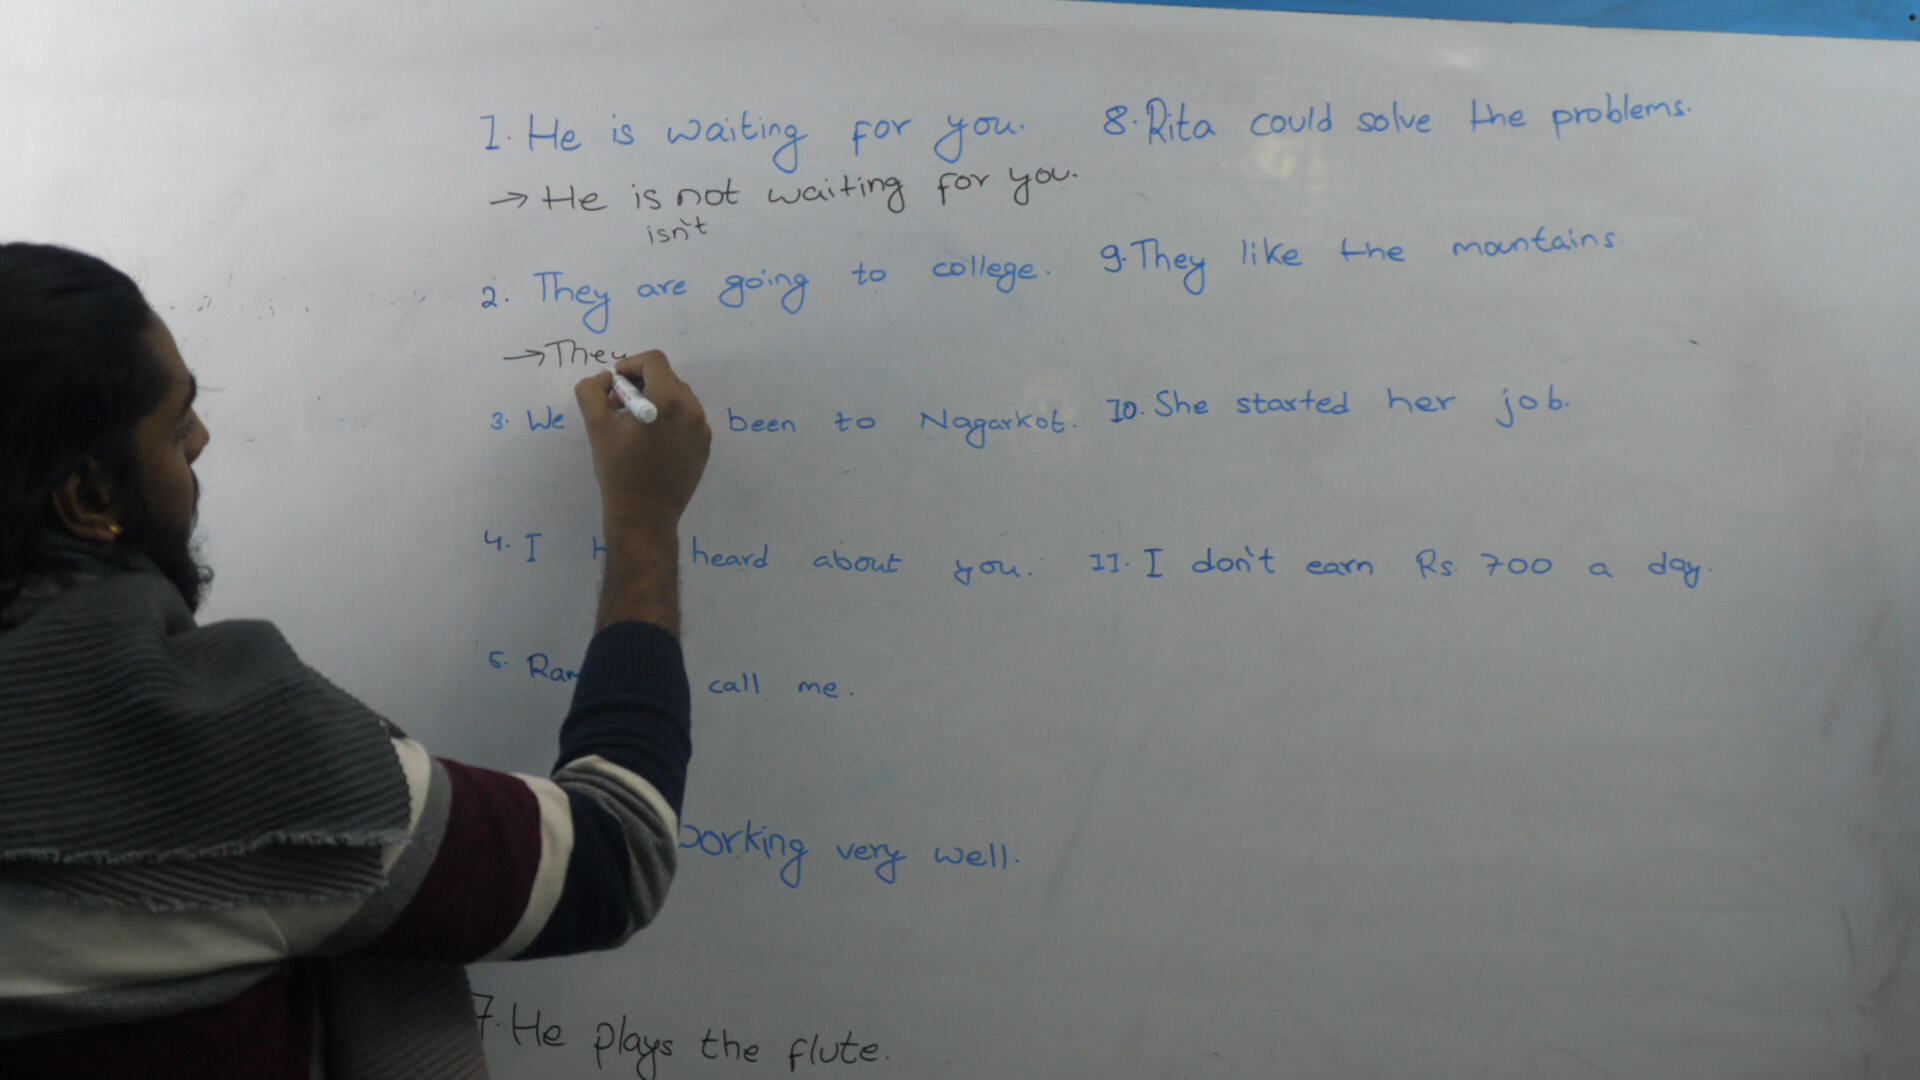 1. He is waiting for you.
→ He is not waiting for you.
isn't
2. They are going to college.
→ They
3. We been to Nagarkot.
4. I heard about you.
5. call me.
working very well.
7. He plays the flute.
8. Rita could solve the problems.
9. They like the mountains.
10. She started her job.
11. I don't earn Rs. 700 a day.